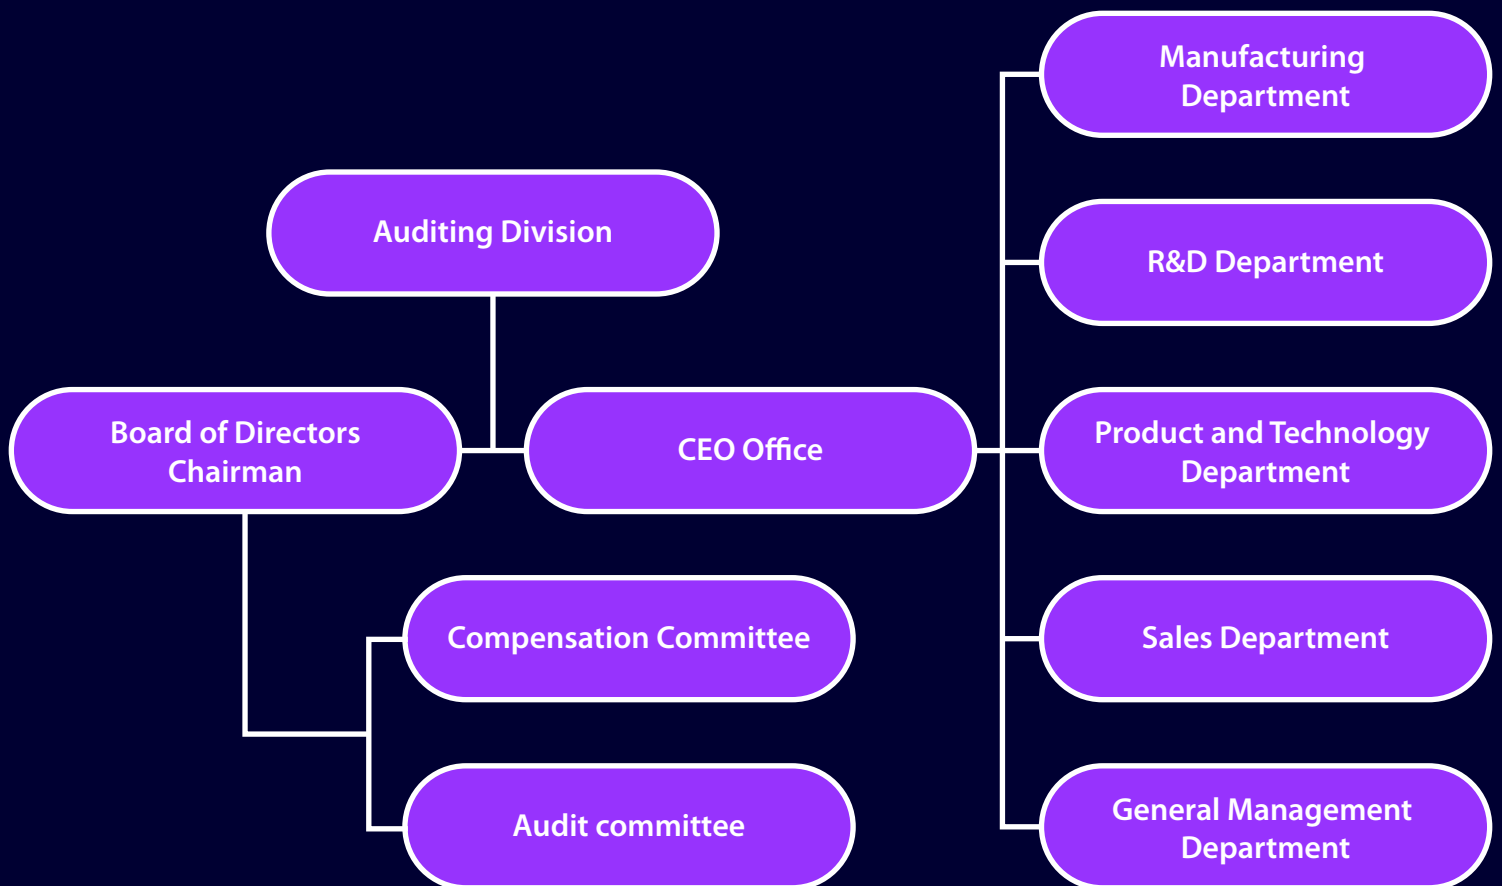 Manufacturing
Department
Auditing Division
R&D Department
Board of Directors
Chairman
CEO Office
Product and Technology
Department
Compensation Committee
Sales Department
Audit committee
General Management
Department